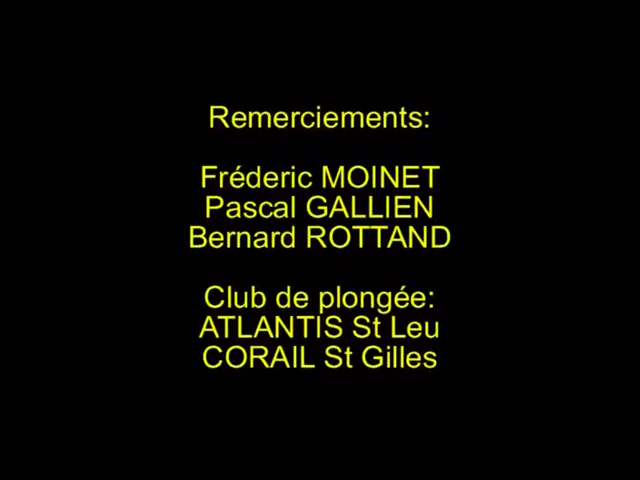 Remerciements:
Fréderic MOINET
Pascal GALLIEN
Bernard ROTTAND
Club de plongée:
ATLANTIS St Leu
CORAIL St Gilles